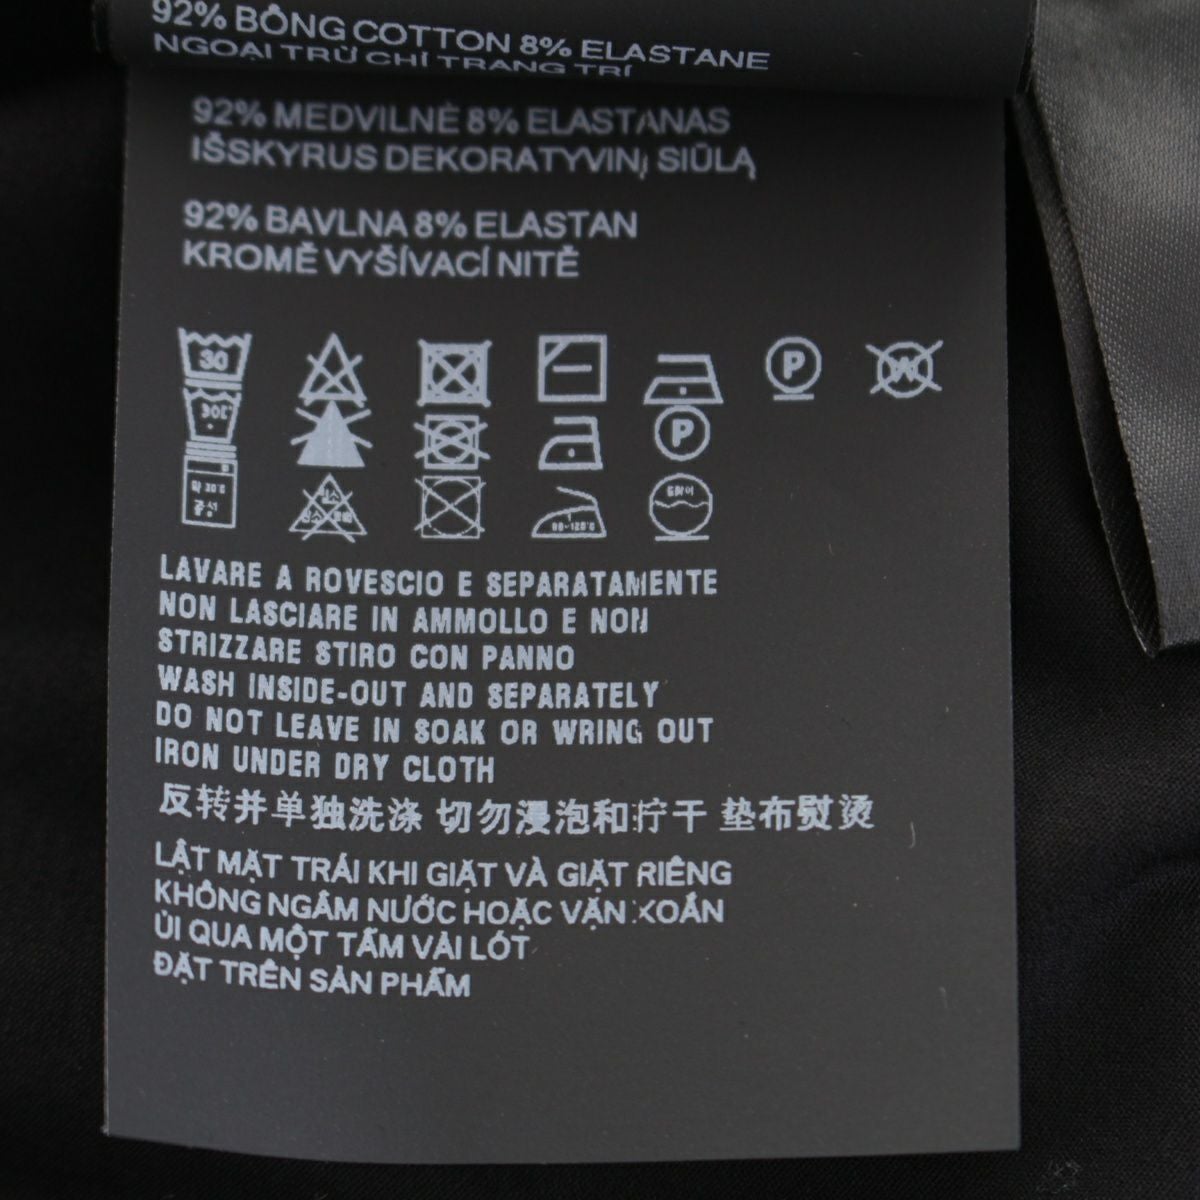 92% BÔNG COTTON 8% ELASTANE
NGOẠI TRỪ CHỈ TRANG TRÍ
92% MEDVILNĖ 8% ELASTANAS
IŠSKYRUS DEKORATYVINĮ SIŪLĄ
92% BAVLNA 8% ELASTAN
KROMĚ VYŠÍVACÍ NITĚ
30
P
W
30C
P
중성
LAVARE A ROVESCIO E SEPARATAMENTE
NON LASCIARE IN AMMOLLO E NON
STRIZZARE STIRO CON PANNO
WASH INSIDE-OUT AND SEPARATELY
DO NOT LEAVE IN SOAK OR WRING OUT
IRON UNDER DRY CLOTH
反转并单独洗涤 切勿浸泡和拧干 垫布熨烫
LẬT MẶT TRÁI KHI GIẶT VÀ GIẶT RIÊNG
KHÔNG NGÂM NƯỚC HOẶC VẶN XOẮN
ỦI QUA MỘT TẤM VẢI LÓT
ĐẶT TRÊN SẢN PHẨM